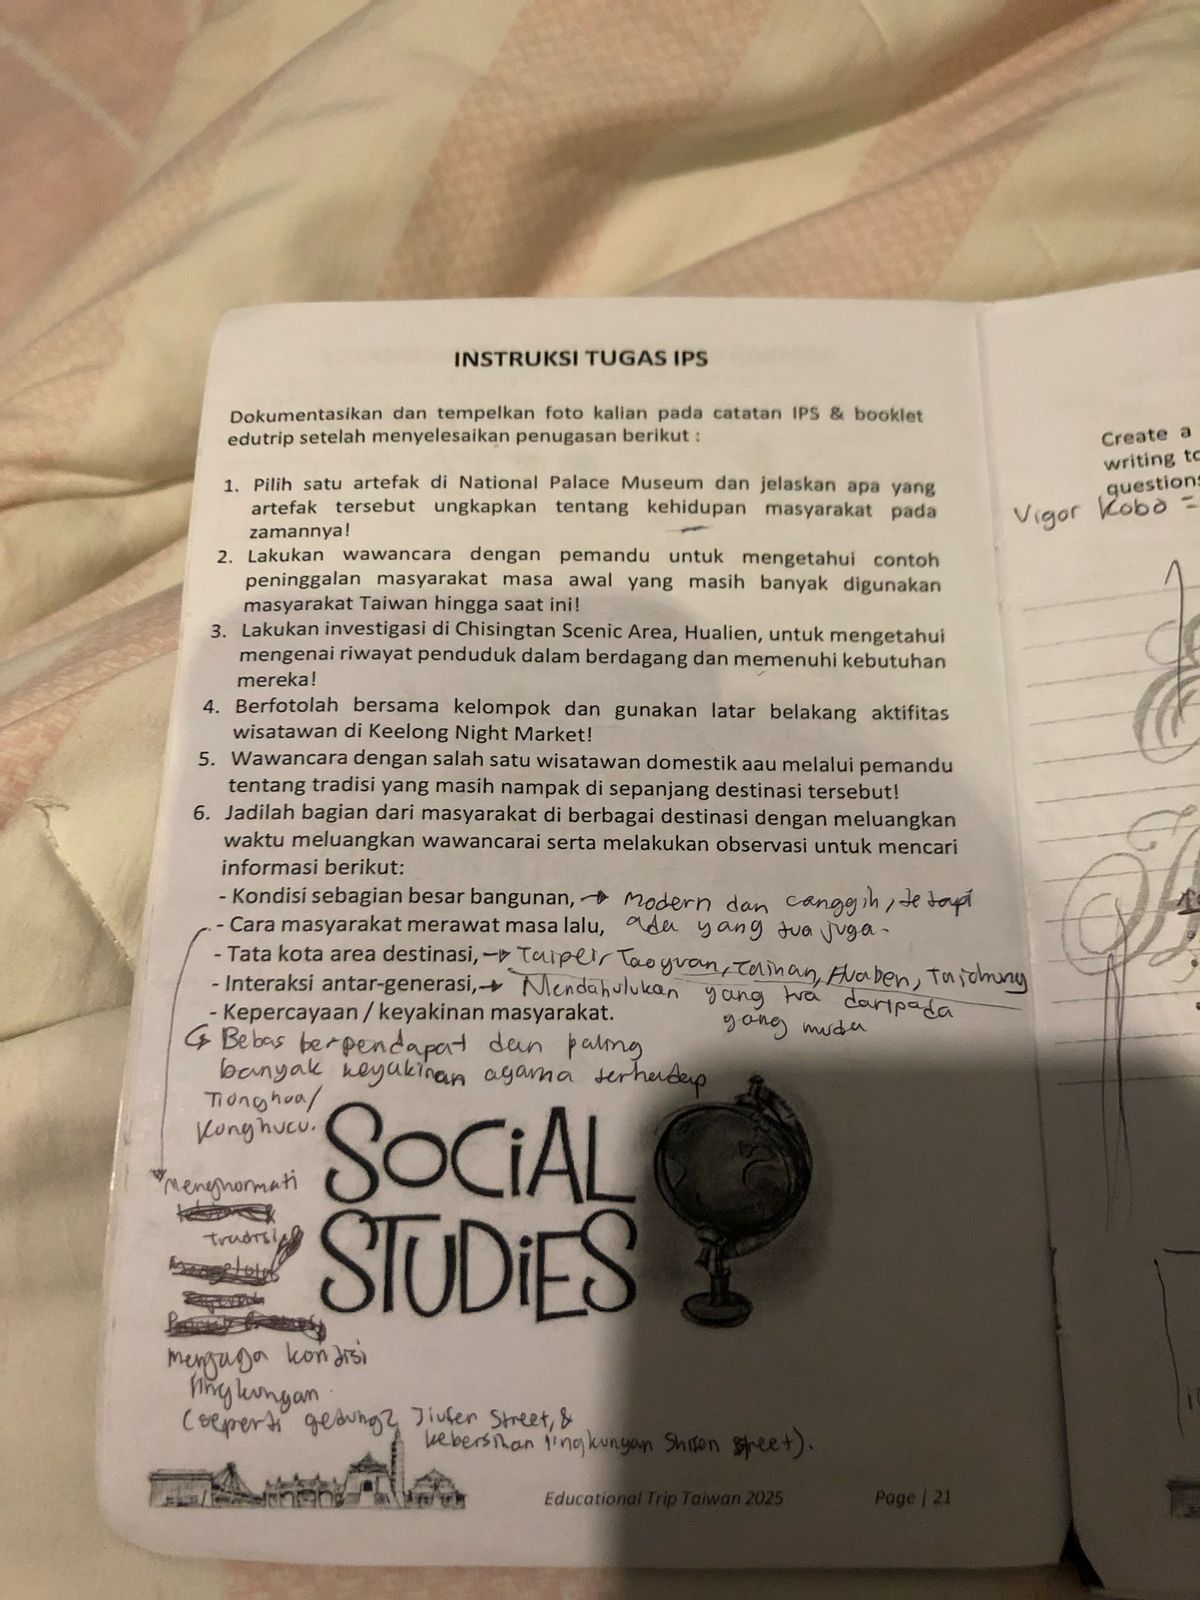 INSTRUKSI TUGAS IPS
Dokumentasikan dan tempelkan foto kalian pada catatan IPS & booklet
edutrip setelah menyelesaikan penugasan berikut :
1. Pilih satu artefak di National Palace Museum dan jelaskan apa yang
artefak tersebut ungkapkan tentang kehidupan masyarakat pada
zamannya!
2. Lakukan wawancara dengan pemandu untuk mengetahui contoh
peninggalan masyarakat masa awal yang masih banyak digunakan
masyarakat Taiwan hingga saat ini!
3. Lakukan investigasi di Chisingtan Scenic Area, Hualien, untuk mengetahui
mengenai riwayat penduduk dalam berdagang dan memenuhi kebutuhan
mereka!
4. Berfotolah bersama kelompok dan gunakan latar belakang aktifitas
wisatawan di Keelong Night Market!
5. Wawancara dengan salah satu wisatawan domestik aau melalui pemandu
tentang tradisi yang masih nampak di sepanjang destinasi tersebut!
6. Jadilah bagian dari masyarakat di berbagai destinasi dengan meluangkan
waktu meluangkan wawancarai serta melakukan observasi untuk mencari
informasi berikut:
- Kondisi sebagian besar bangunan, → Modern dan canggih, tetapi
- Cara masyarakat merawat masa lalu, ada yang tua juga.
- Tata kota area destinasi, → Taipei, Taoyuan, Tainan, Taichung
- Interaksi antar-generasi, → Mendahulukan yang tua daripada
- Kepercayaan / keyakinan masyarakat. yang muda
Bebas berpendapat dan paling
banyak keyakinan agama terhadap
Tionghoa/
Konghucu.
SOCiAL
STUDiES
Menghormati
tradisi
menjaga kondisi
lingkungan
(seperti gedung2 Jiufen Street, &
kebersihan lingkungan Shifen street).
Educational Trip Taiwan 2025 Page | 21
Create a
writing to
questions
Vigor Kobo =